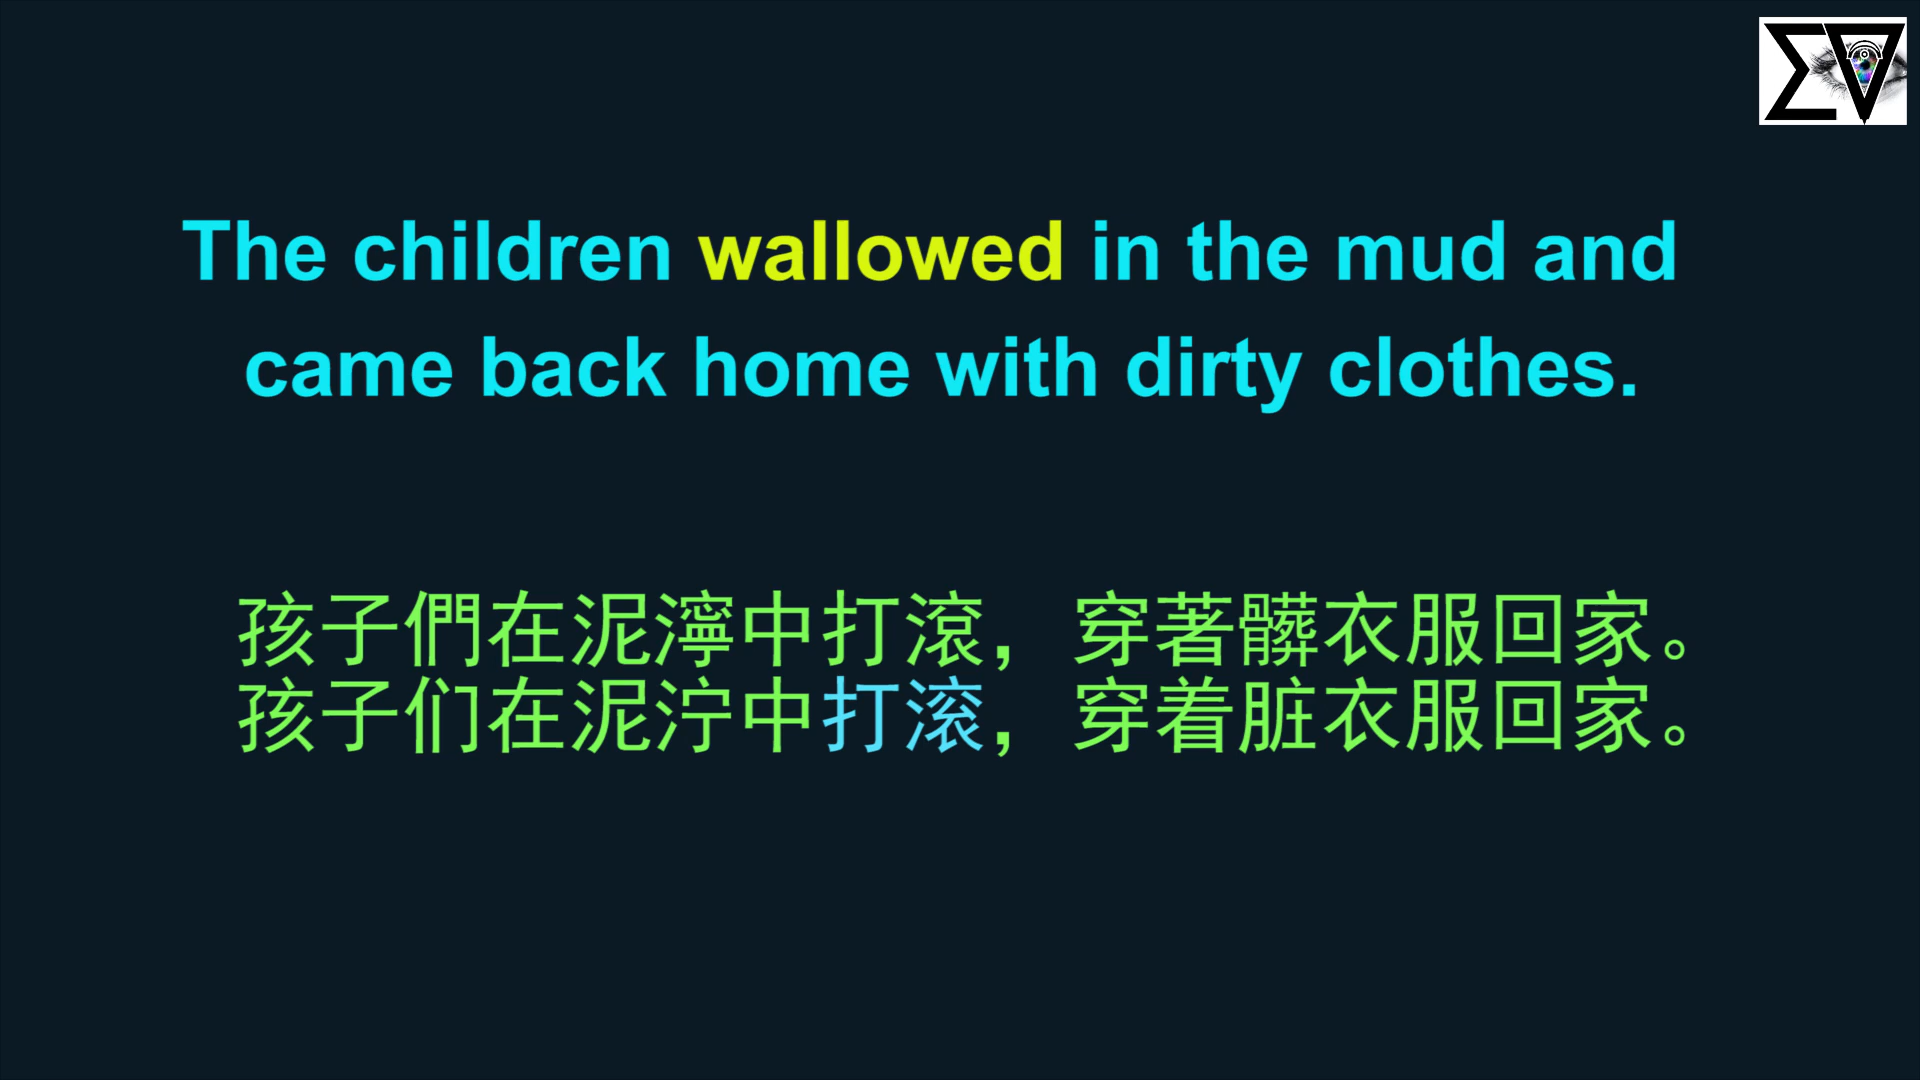 The children wallowed in the mud and
came back home with dirty clothes.
孩子們在泥濘中打滾，穿著髒衣服回家。
孩子们在泥泞中打滚，穿着脏衣服回家。